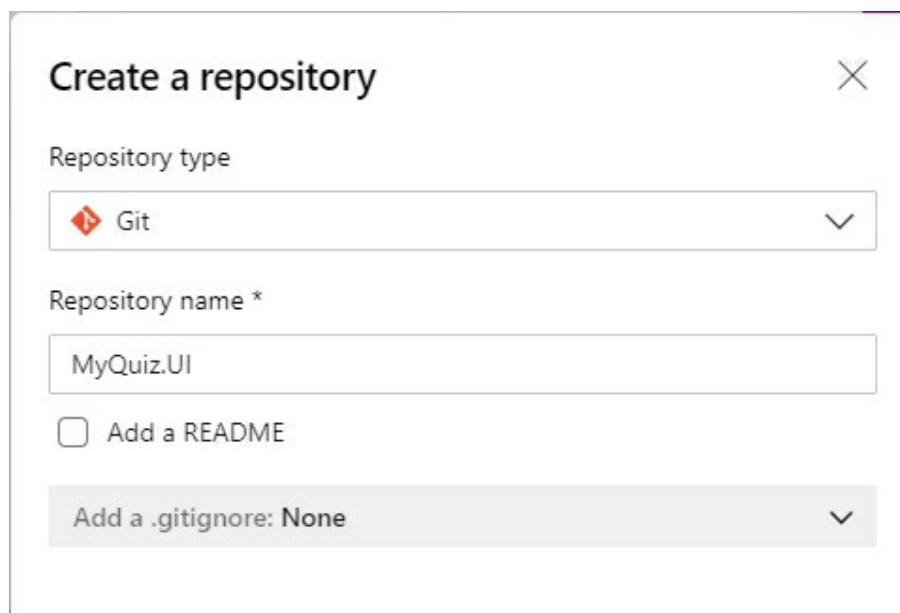 Create a repository
Repository type
Git
Repository name *
MyQuiz.UI
Add a README
Add a .gitignore: None